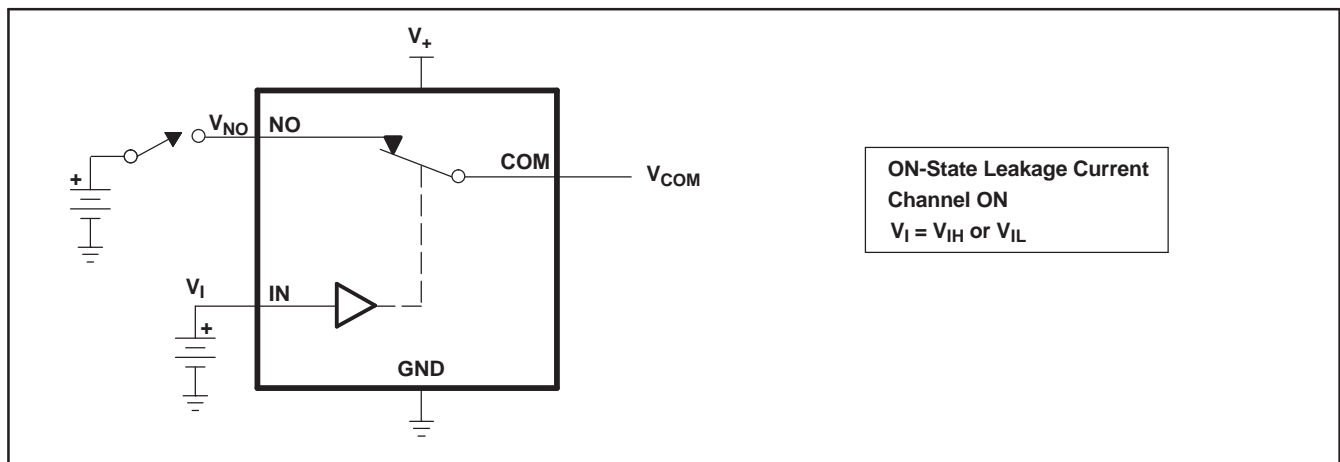 V+
VNO NO
COM
VCOM
+
VI IN
+
GND
ON-State Leakage Current
Channel ON
VI = VIH or VIL